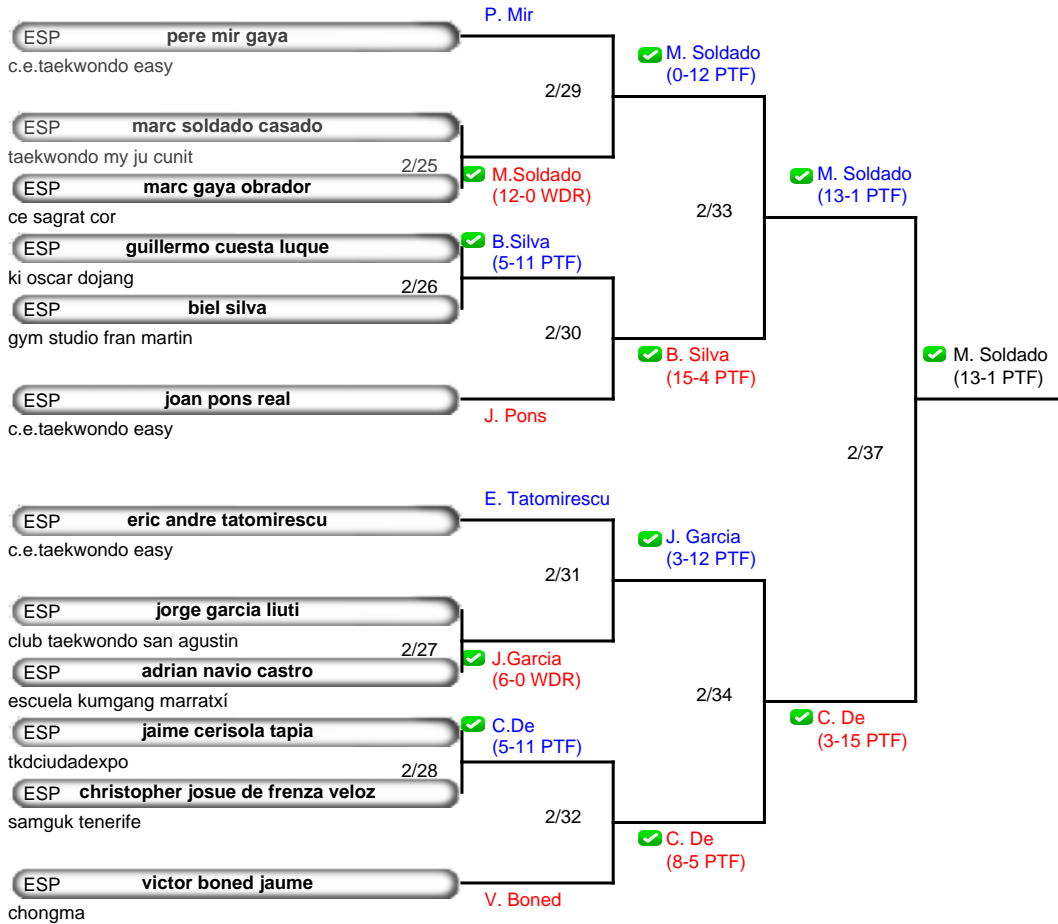 P. Mir
ESP pere mir gaya
c.e.taekwondo easy
M. Soldado
(0-12 PTF)
2/29
ESP marc soldado casado
taekwondo my ju cunit
2/25
M.Soldado
(12-0 WDR)
ESP marc gaya obrador
ce sagrat cor
M. Soldado
(13-1 PTF)
2/33
ESP guillermo cuesta luque
ki oscar dojang
B.Silva
(5-11 PTF)
2/26
ESP biel silva
gym studio fran martin
2/30
B. Silva
(15-4 PTF)
M. Soldado
(13-1 PTF)
ESP joan pons real
c.e.taekwondo easy
J. Pons
2/37
E. Tatomirescu
ESP eric andre tatomirescu
c.e.taekwondo easy
J. Garcia
(3-12 PTF)
2/31
ESP jorge garcia liuti
club taekwondo san agustin
2/27
J.Garcia
(6-0 WDR)
ESP adrian navio castro
escuela kumgang marratxí
2/34
C. De
(3-15 PTF)
ESP jaime cerisola tapia
tkdciudadexpo
C.De
(5-11 PTF)
2/28
ESP christopher josue de frenza veloz
samguk tenerife
2/32
C. De
(8-5 PTF)
ESP victor boned jaume
chongma
V. Boned